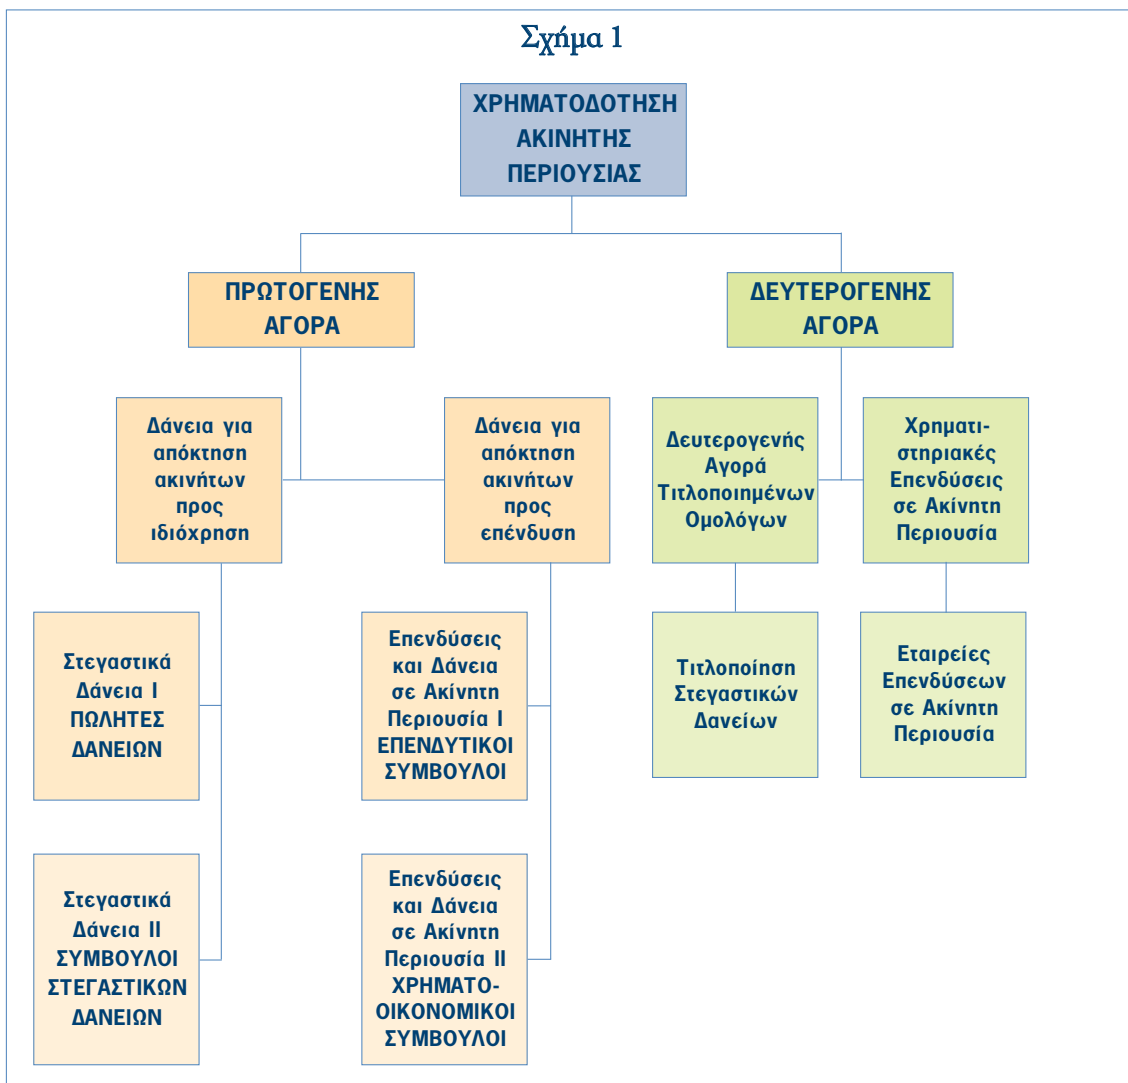 Σχήμα 1
ΧΡΗΜΑΤΟΔΟΤΗΣΗ
ΑΚΙΝΗΤΗΣ
ΠΕΡΙΟΥΣΙΑΣ
ΠΡΩΤΟΓΕΝΗΣ
ΑΓΟΡΑ
ΔΕΥΤΕΡΟΓΕΝΗΣ
ΑΓΟΡΑ
Δάνεια για
απόκτηση
ακινήτων
προς
ιδιόχρηση
Δάνεια για
απόκτηση
ακινήτων
προς
επένδυση
Δευτερογενής
Αγορά
Τιτλοποιημένων
Ομολόγων
Χρηματι-
στηριακές
Επενδύσεις
σε Ακίνητη
Περιουσία
Στεγαστικά
Δάνεια Ι
ΠΩΛΗΤΕΣ
ΔΑΝΕΙΩΝ
Επενδύσεις
και Δάνεια
σε Ακίνητη
Περιουσία Ι
ΕΠΕΝΔΥΤΙΚΟΙ
ΣΥΜΒΟΥΛΟΙ
Τιτλοποίηση
Στεγαστικών
Δανείων
Εταιρείες
Επενδύσεων
σε Ακίνητη
Περιουσία
Στεγαστικά
Δάνεια ΙΙ
ΣΥΜΒΟΥΛΟΙ
ΣΤΕΓΑΣΤΙΚΩΝ
ΔΑΝΕΙΩΝ
Επενδύσεις
και Δάνεια
σε Ακίνητη
Περιουσία ΙΙ
ΧΡΗΜΑΤΟ-
ΟΙΚΟΝΟΜΙΚΟΙ
ΣΥΜΒΟΥΛΟΙ